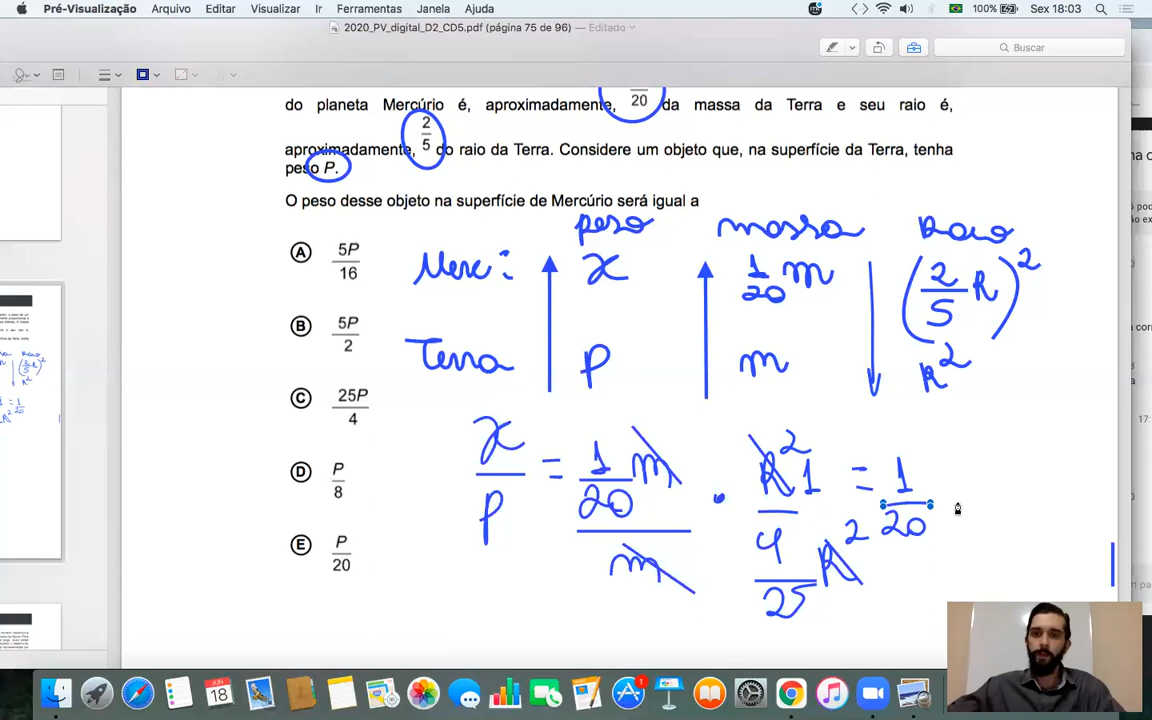 Pré-Visualização Arquivo Editar Visualizar Ir Ferramentas Janela Ajuda 100% Sex 18:03
2020_PV_digital_D2_CD5.pdf (página 75 de 96) — Editado
Buscar
do planeta Mercúrio é, aproximadamente, 20 da massa da Terra e seu raio é,
aproximadamente, 2/5 do raio da Terra. Considere um objeto que, na superfície da Terra, tenha
peso P.
O peso desse objeto na superfície de Mercúrio será igual a
peso massa Raio
A 5P/16
Merc: x 1/20 m (2/5 R)²
B 5P/2
Terra P m R²
C 25P/4
D P/8
x/P = 1/20 m / m · R² 1 / 4/25 R² = 1/20
E P/20
JUN
18
1